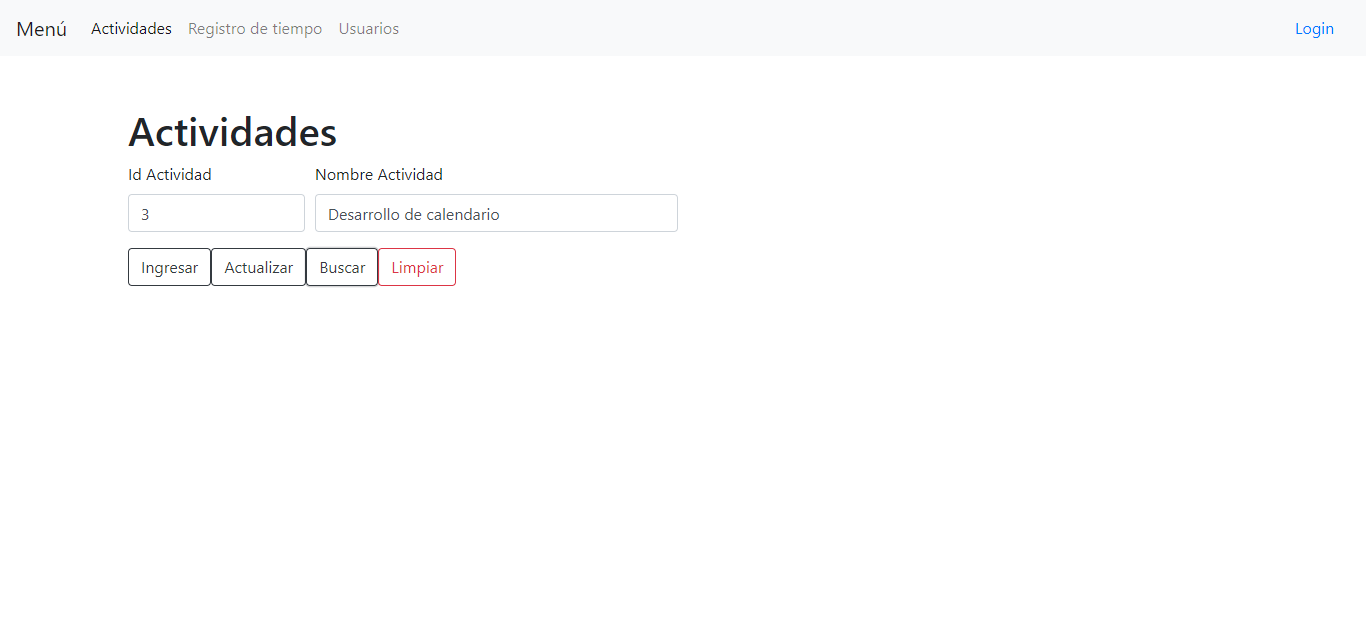 Menú Actividades Registro de tiempo Usuarios Login
Actividades
Id Actividad Nombre Actividad
3 Desarrollo de calendario
Ingresar Actualizar Buscar Limpiar